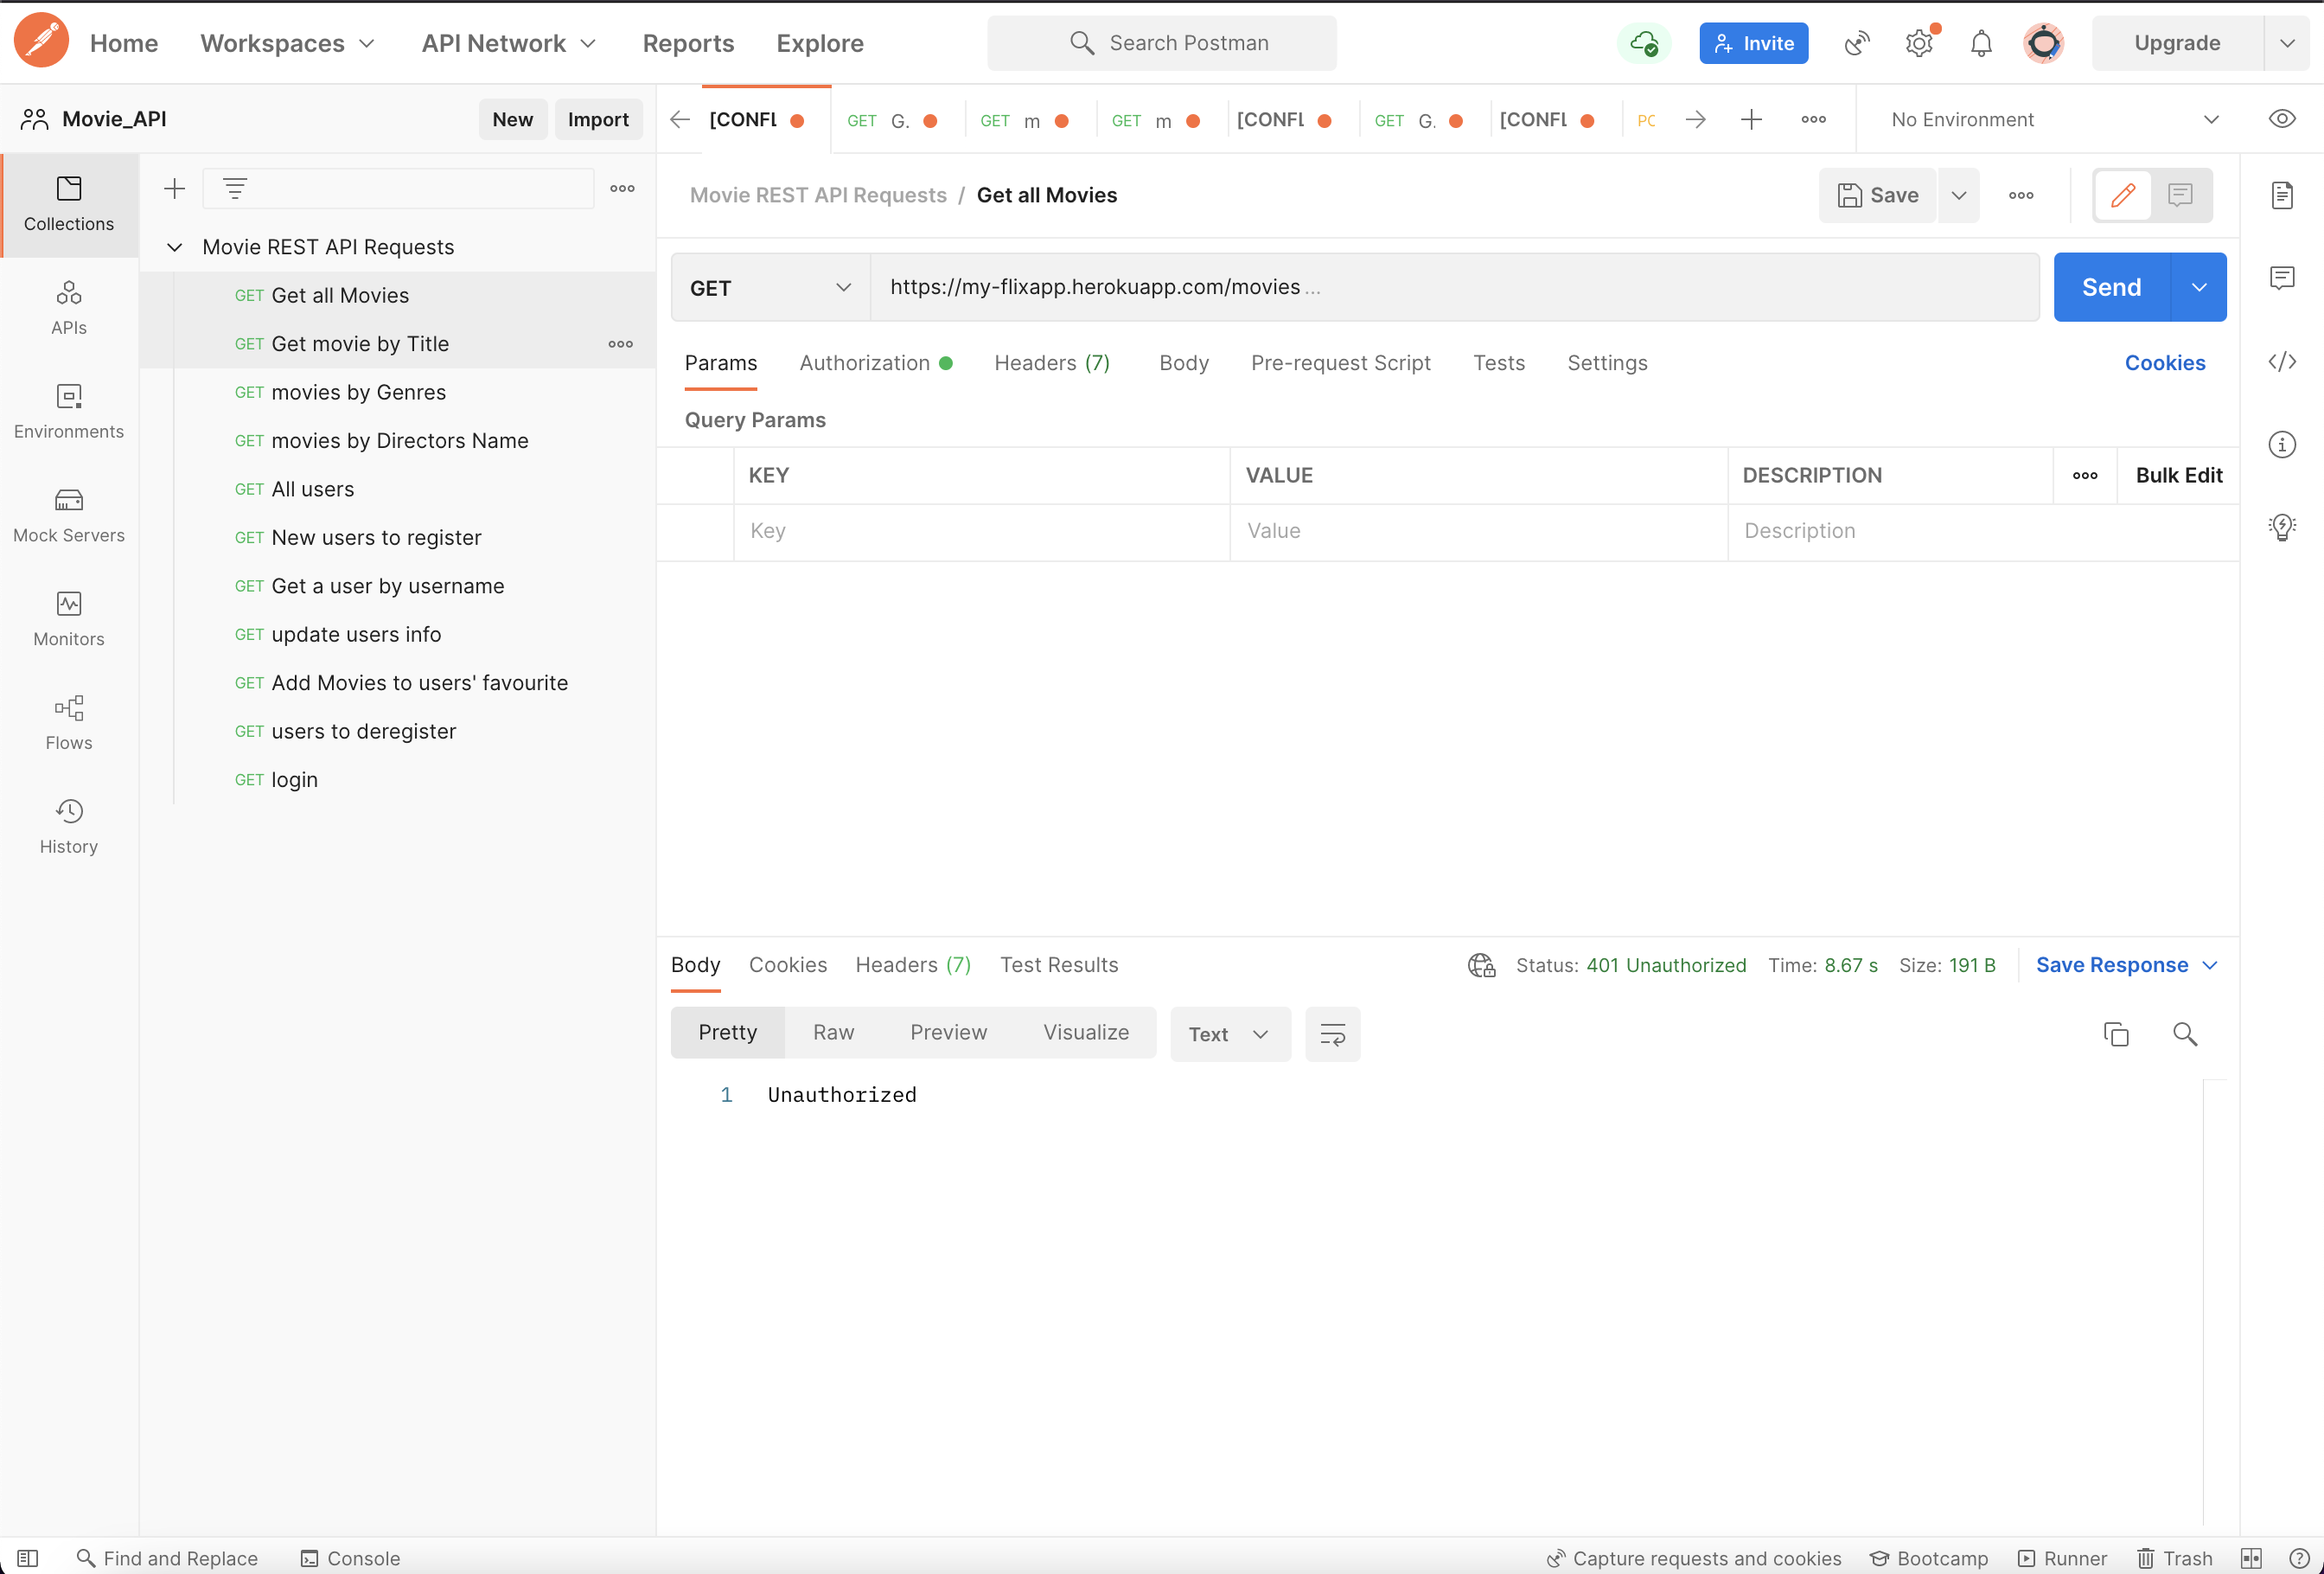 Home Workspaces API Network Reports Explore Search Postman Invite Upgrade
Movie_API New Import [CONFL GET G. GET m GET m [CONFL GET G. [CONFL PC No Environment
Collections
APIs
Environments
Mock Servers
Monitors
Flows
History
Movie REST API Requests
GET Get all Movies
GET Get movie by Title
GET movies by Genres
GET movies by Directors Name
GET All users
GET New users to register
GET Get a user by username
GET update users info
GET Add Movies to users' favourite
GET users to deregister
GET login
Movie REST API Requests / Get all Movies Save
GET https://my-flixapp.herokuapp.com/movies ... Send
Params Authorization Headers (7) Body Pre-request Script Tests Settings Cookies
Query Params
KEY VALUE DESCRIPTION Bulk Edit
Key Value Description
Body Cookies Headers (7) Test Results Status: 401 Unauthorized Time: 8.67 s Size: 191 B Save Response
Pretty Raw Preview Visualize Text
1 Unauthorized
Find and Replace Console Capture requests and cookies Bootcamp Runner Trash